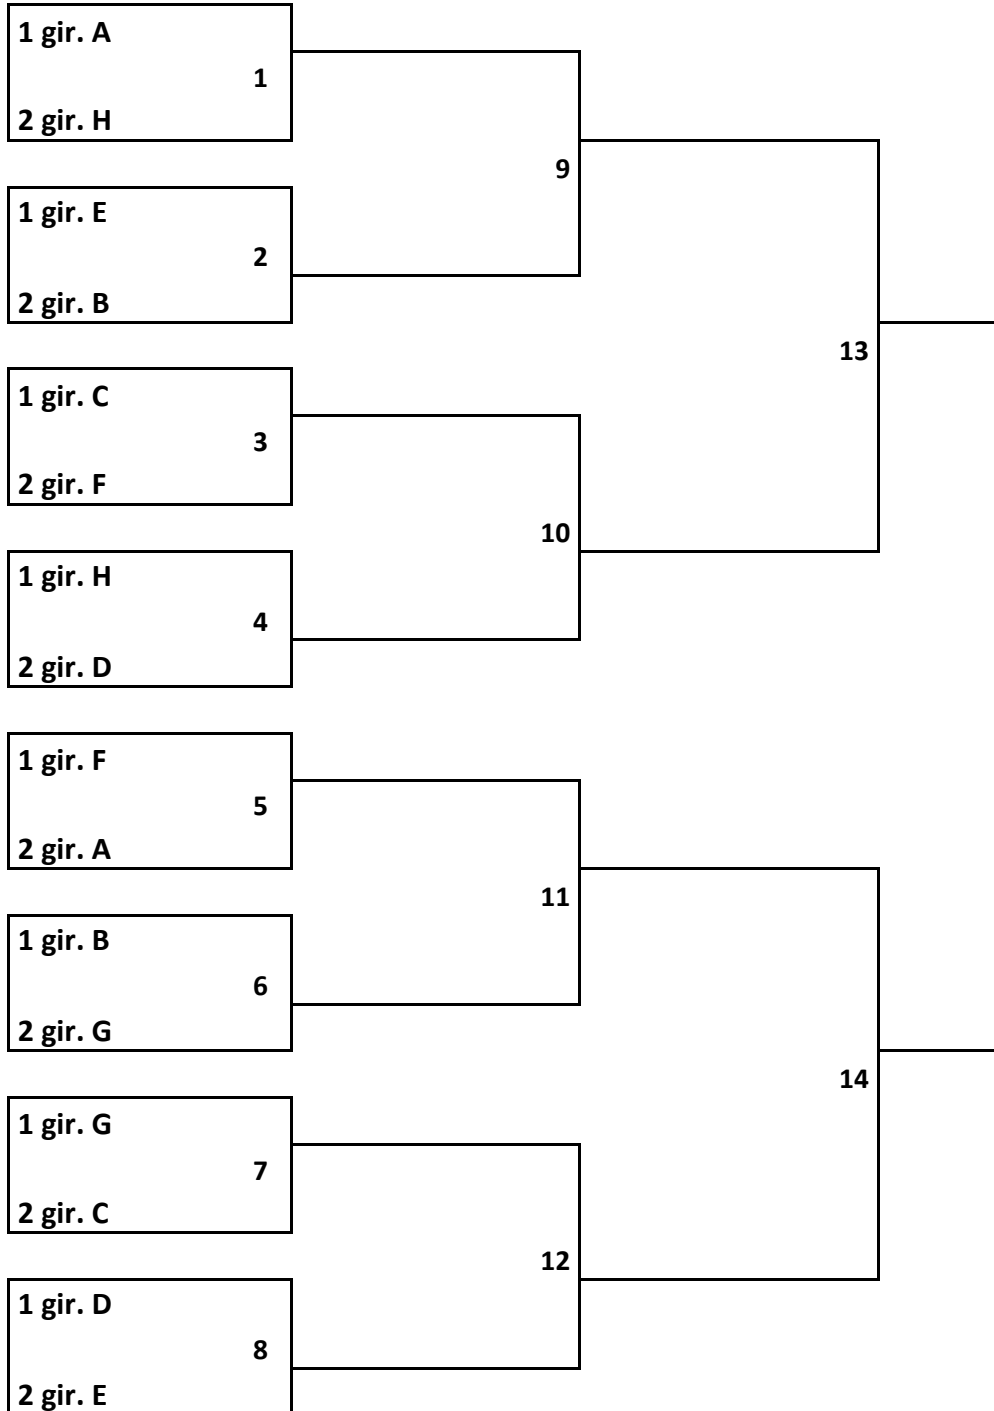 1 gir. A
1
2 gir. H
9
1 gir. E
2
2 gir. B
13
1 gir. C
3
2 gir. F
10
1 gir. H
4
2 gir. D
1 gir. F
5
2 gir. A
11
1 gir. B
6
2 gir. G
14
1 gir. G
7
2 gir. C
12
1 gir. D
8
2 gir. E